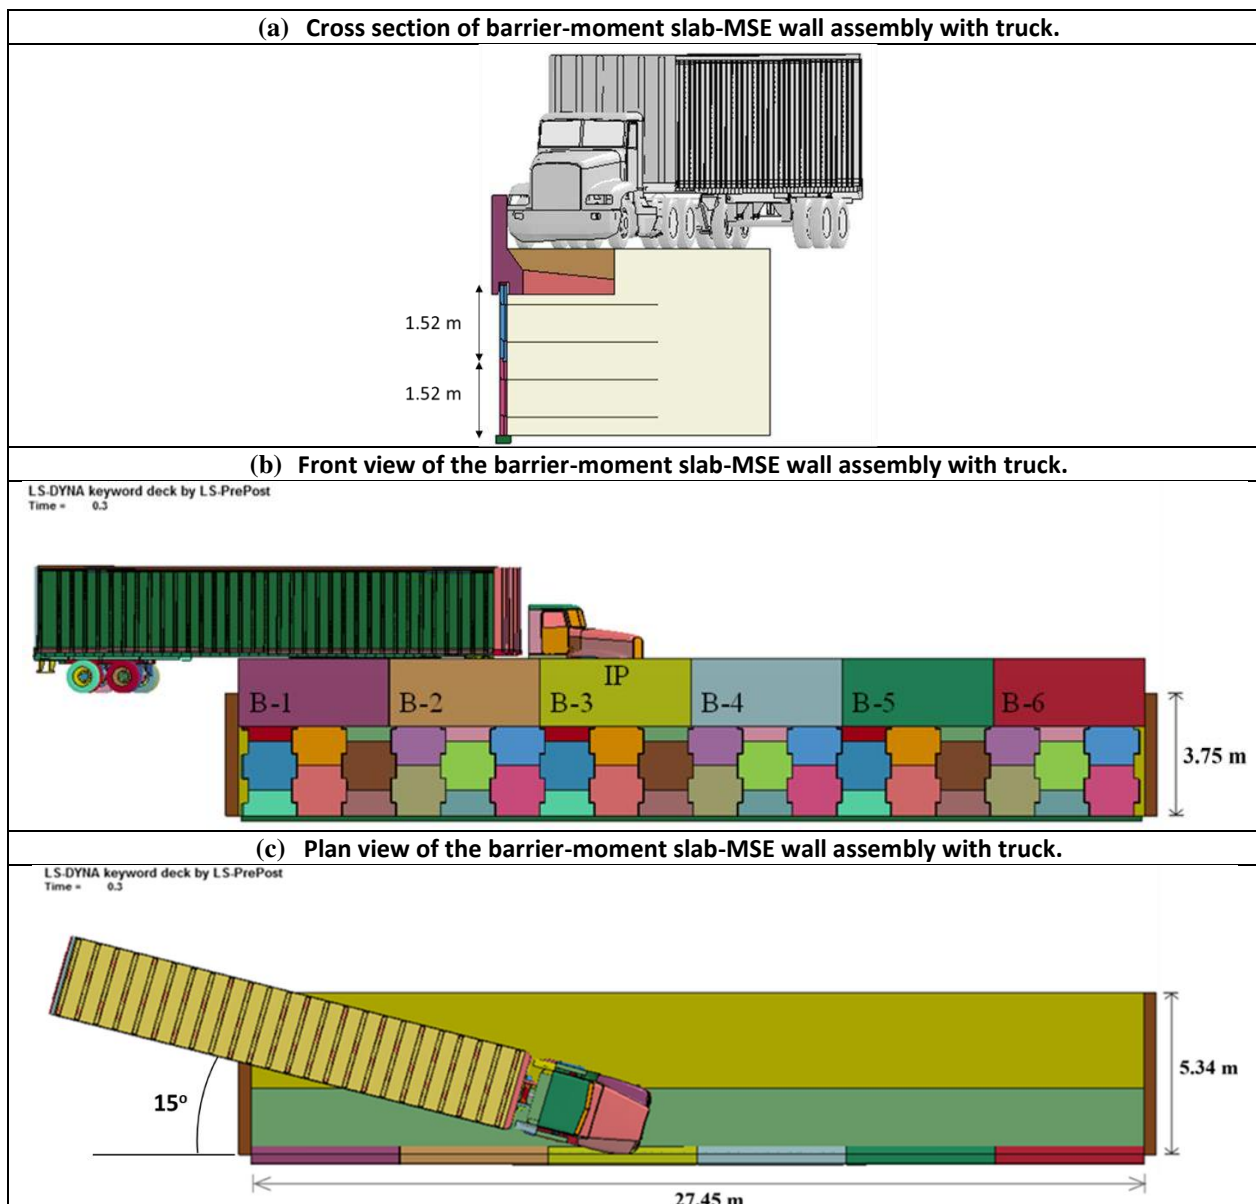 (a) Cross section of barrier-moment slab-MSE wall assembly with truck.
1.52 m
1.52 m
(b) Front view of the barrier-moment slab-MSE wall assembly with truck.
LS-DYNA keyword deck by LS-PrePost
Time = 0.3
IP
B-1 B-2 B-3 B-4 B-5 B-6
3.75 m
(c) Plan view of the barrier-moment slab-MSE wall assembly with truck.
LS-DYNA keyword deck by LS-PrePost
Time = 0.3
5.34 m
15°
27.45 m